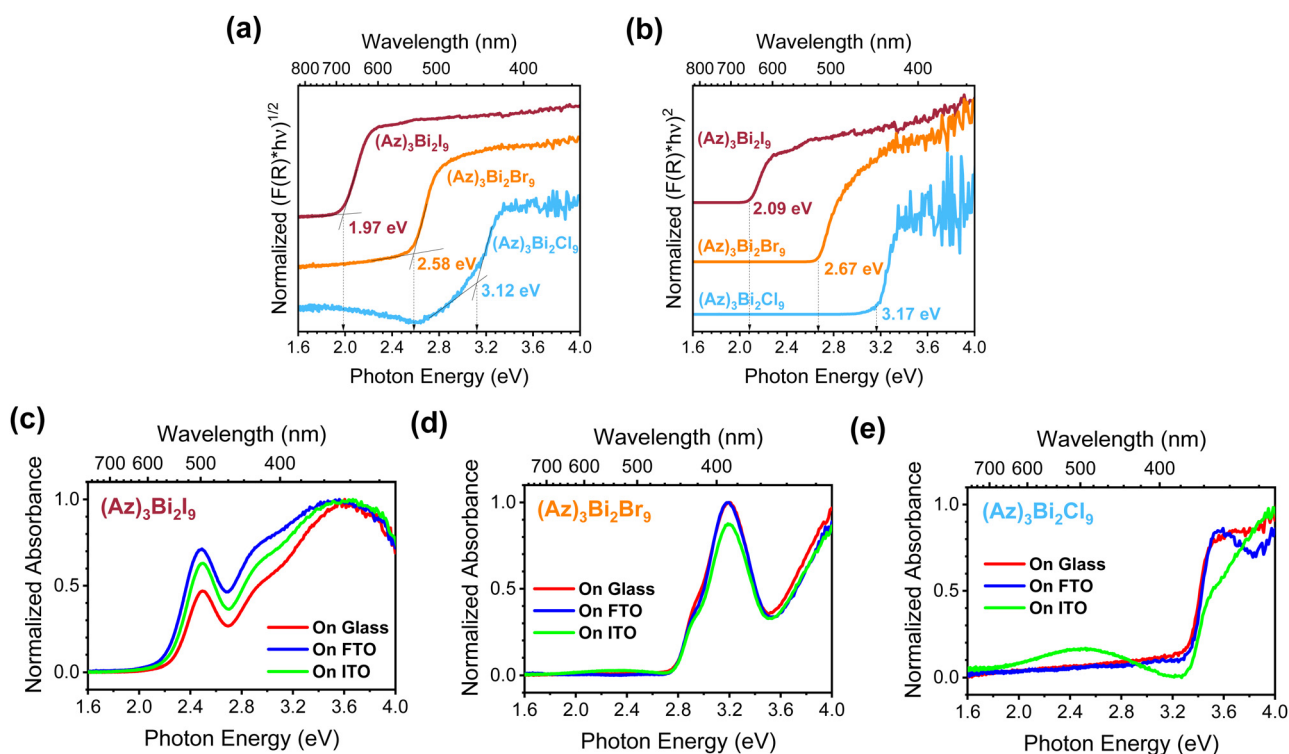 (a)
Wavelength (nm)
800 700 600 500 400
Normalized (F(R)*hν)1/2
(Az)3Bi2I9
(Az)3Bi2Br9
(Az)3Bi2Cl9
1.97 eV
2.58 eV
3.12 eV
1.6 2.0 2.4 2.8 3.2 3.6 4.0
Photon Energy (eV)
(b)
Wavelength (nm)
800 700 600 500 400
Normalized (F(R)*hν)2
(Az)3Bi2I9
2.09 eV
(Az)3Bi2Br9
2.67 eV
(Az)3Bi2Cl9
3.17 eV
1.6 2.0 2.4 2.8 3.2 3.6 4.0
Photon Energy (eV)
(c)
Wavelength (nm)
700 600 500 400
Normalized Absorbance
1.0
0.5
0.0
(Az)3Bi2I9
On Glass
On FTO
On ITO
1.6 2.0 2.4 2.8 3.2 3.6 4.0
Photon Energy (eV)
(d)
Wavelength (nm)
700 600 500 400
Normalized Absorbance
1.0
0.5
0.0
(Az)3Bi2Br9
On Glass
On FTO
On ITO
1.6 2.0 2.4 2.8 3.2 3.6 4.0
Photon Energy (eV)
(e)
Wavelength (nm)
700 600 500 400
Normalized Absorbance
1.0
0.5
0.0
(Az)3Bi2Cl9
On Glass
On FTO
On ITO
1.6 2.0 2.4 2.8 3.2 3.6 4.0
Photon Energy (eV)